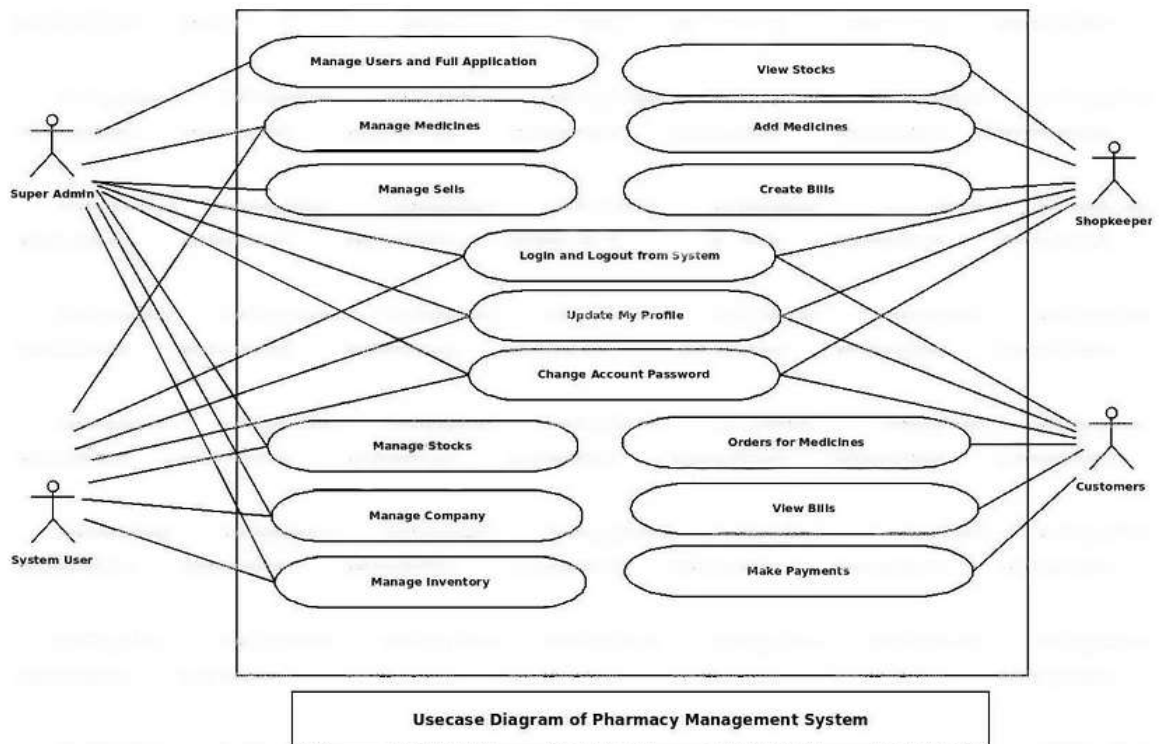 Manage Users and Full Application
View Stocks
Manage Medicines
Add Medicines
Super Admin
Manage Sells
Create Bills
Shopkeeper
Login and Logout from System
Update My Profile
Change Account Password
Manage Stocks
Orders for Medicines
Customers
Manage Company
View Bills
System User
Manage Inventory
Make Payments
Usecase Diagram of Pharmacy Management System